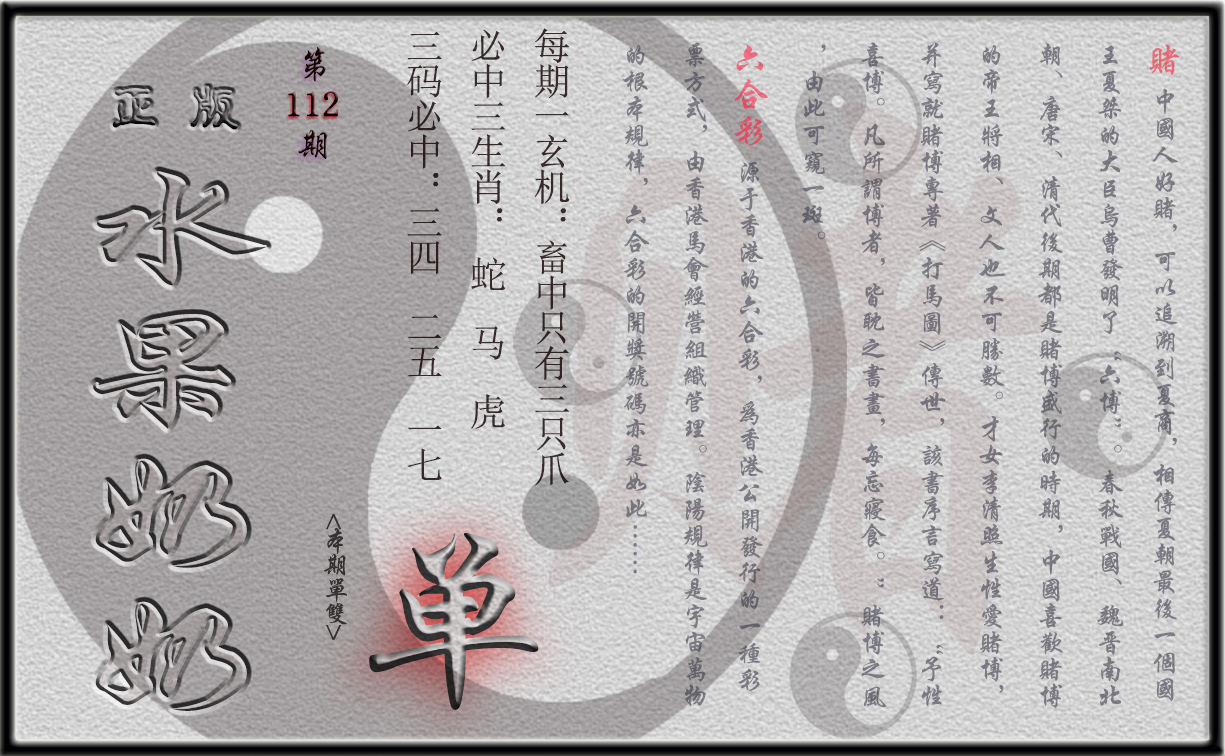 賭 中國人好賭，可以追溯到夏商，相傳夏朝最後一個國
王夏桀的大臣烏曹發明了“六博”。春秋戰國、魏晋南北
朝、唐宋、清代後期都是賭博盛行的時期，中國喜歡賭博
的帝王將相、文人也不可勝數。才女李清照生性愛賭博，
并寫就賭博專著《打馬圖》傳世，該書序言寫道：“予性
喜博。凡所謂博者，皆眈之書畫，每忘寢食。”賭博之風
，由此可窺一斑。
六合彩 源于香港的六合彩，為香港公開發行的一種彩
票方式，由香港馬會經營組織管理。陰陽規律是宇宙萬物
的根本規律，六合彩的開獎號碼亦是如此……
每期一玄机：畜中只有三只爪
必中三生肖： 蛇 马 虎
三码必中：三四 二五 一七
<本期單雙>
单
第
112
期
正版
水果奶奶